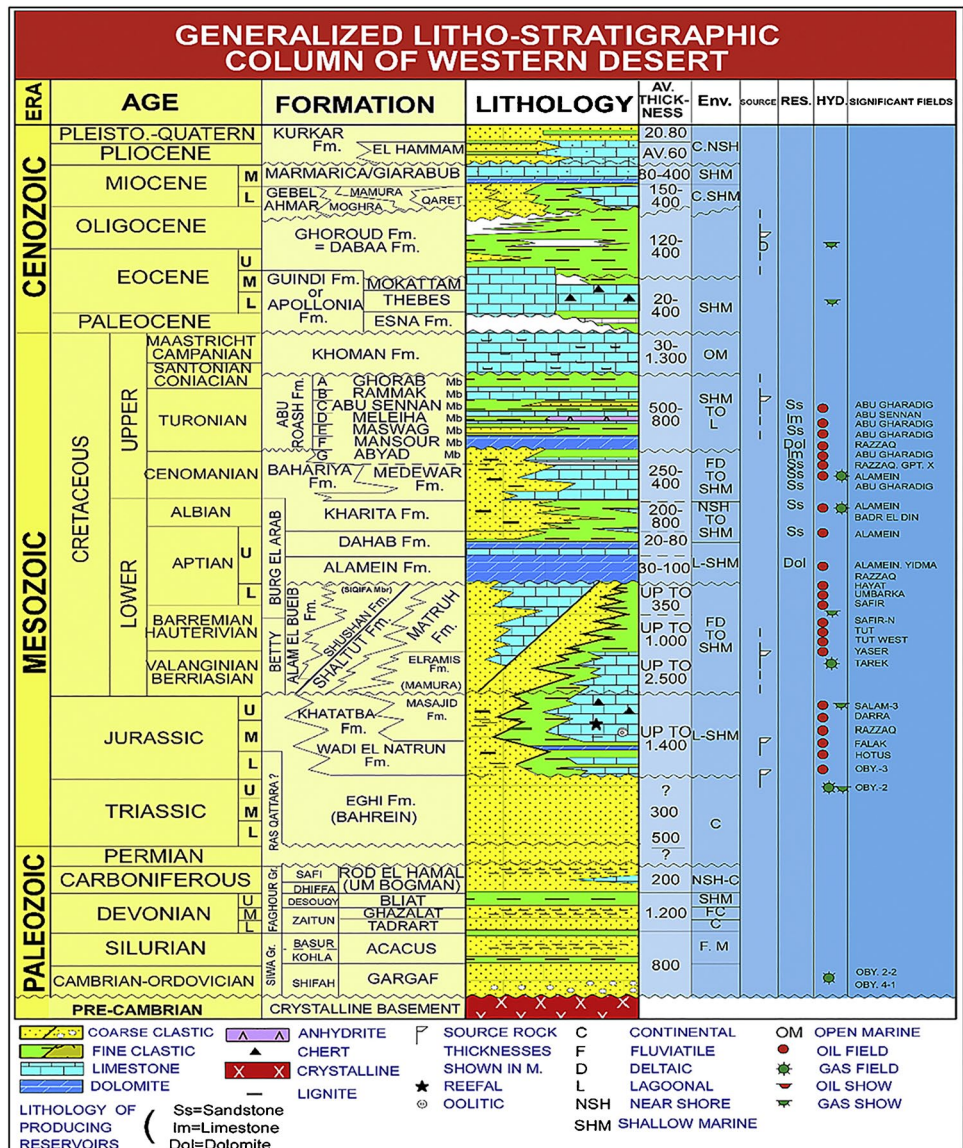 GENERALIZED LITHO-STRATIGRAPHIC
COLUMN OF WESTERN DESERT
ERA AGE FORMATION LITHOLOGY AV. THICK-NESS Env. SOURCE RES. HYD. SIGNIFICANT FIELDS
CENOZOIC
PLEISTO.-QUATERN KURKAR Fm. 20.80 C.NSH
PLIOCENE EL HAMMAM AV.60
MIOCENE M MARMARICA/GIARABUB 80-400 SHM
L GEBEL AHMAR MAMURA MOGHRA QARET 150-400 C.SHM
OLIGOCENE GHOROUD Fm. = DABAA Fm. 120-400 D
EOCENE U
M GUINDI Fm. or APOLLONIA Fm. MOKATTAM
L THEBES 20-400 SHM
PALEOCENE ESNA Fm.
MESOZOIC
CRETACEOUS
UPPER
MAASTRICHT
CAMPANIAN KHOMAN Fm. 30-1.300 OM
SANTONIAN
CONIACIAN ABU ROASH Fm. A GHORAB Mb
B RAMMAK Mb
TURONIAN C ABU SENNAN Mb 500-800 SHM TO L
D MELEIHA Mb
E MASWAG Mb
F MANSOUR Mb
G ABYAD Mb
CENOMANIAN BAHARIYA Fm. MEDEWAR Fm. 250-400 FD TO SHM
Ss ABU GHARADIG
Im ABU SENNAN
Ss ABU GHARADIG
Ss ABU GHARADIG
Dol RAZZAQ
Im ABU GHARADIG
Ss RAZZAQ. GPT. X
Ss ALAMEIN
Ss ABU GHARADIG
LOWER
ALBIAN KHARITA Fm. 200-800 NSH TO SHM Ss ALAMEIN
BADR EL DIN
BURG EL ARAB
DAHAB Fm. 20-80 Ss ALAMEIN
APTIAN U ALAMEIN Fm. 30-100 L-SHM Dol ALAMEIN. YIDMA
RAZZAQ
L (SIQIFA Mbr) UP TO 350 HAYAT
UMBARKA
SAFIR
BARREMIAN
HAUTERIVIAN BETTY ALAM EL BUEIB Fm. SHUSHAN Fm. SHALTUT Fm. MATRUH Fm. UP TO 1.000 FD TO SHM
SAFIR-N
TUT
TUT WEST
YASER
VALANGINIAN
BERRIASIAN ELRAMIS Fm. (MAMURA) UP TO 2.500 TAREK
JURASSIC U KHATATBA Fm. MASAJID Fm. SALAM-3
DARRA
M UP TO 1.400 L-SHM RAZZAQ
FALAK
L WADI EL NATRUN Fm. HOTUS
OBY.-3
RAS QATTARA ?
TRIASSIC U ? OBY.-2
M EGHI Fm. (BAHREIN) 300 C
L 500
PALEOZOIC
PERMIAN ?
CARBONIFEROUS FAGHOUR Gr. SAFI ROD EL HAMAL 200 NSH-C
DHIFFA (UM BOGMAN)
DEVONIAN U DESOUQY BLIAT 1.200 SHM
M ZAITUN GHAZALAT FC
L TADRART C
SILURIAN SIWA Gr. BASUR ACACUS F. M
KOHLA 800
CAMBRIAN-ORDOVICIAN SHIFAH GARGAF OBY. 2-2
OBY. 4-1
PRE-CAMBRIAN CRYSTALLINE BASEMENT
COARSE CLASTIC
FINE CLASTIC
LIMESTONE
DOLOMITE
LITHOLOGY OF
PRODUCING
RESERVOIRS
Ss=Sandstone
Im=Limestone
Dol=Dolomite
ANHYDRITE
CHERT
CRYSTALLINE
LIGNITE
SOURCE ROCK
THICKNESSES
SHOWN IN M.
REEFAL
OOLITIC
C CONTINENTAL
F FLUVIATILE
D DELTAIC
L LAGOONAL
NSH NEAR SHORE
SHM SHALLOW MARINE
OM OPEN MARINE
OIL FIELD
GAS FIELD
OIL SHOW
GAS SHOW